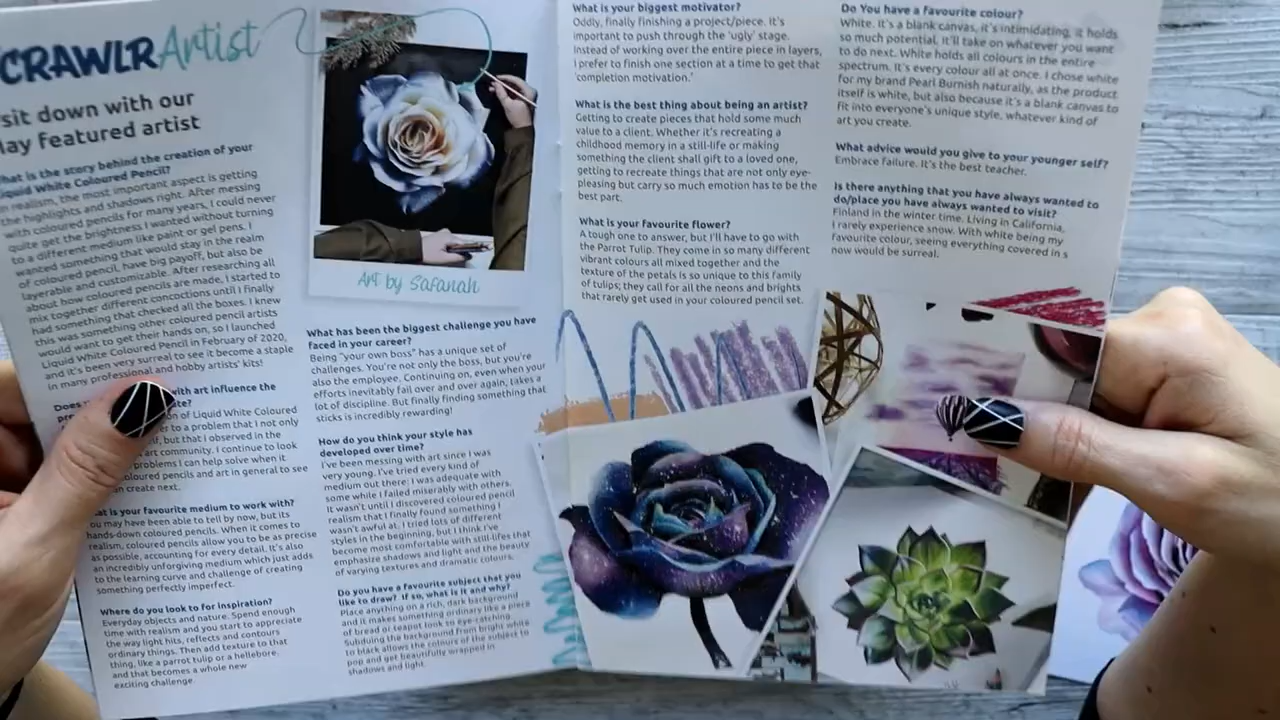 CRAWLRArtist
sit down with our
ay featured artist
hat is the story behind the creation of your
quid White Coloured Pencil?
n realism, the most important aspect is getting
the highlights and shadows right. After messing
with coloured pencils for many years, I could never
quite get the brightness I wanted without turning
to a different medium like paint or gel pens. I
wanted something that would stay in the realm
of coloured pencil, have big payoff, but also be
layerable and customizable. After researching all
about how coloured pencils are made, I started to
mix together different concoctions until I finally
had something that checked all the boxes. I knew
this was something other coloured pencil artists
would want to get their hands on, so I launched
Liquid White Coloured Pencil in February of 2020,
and it's been very surreal to see it become a staple
in many professional and hobby artists' kits!
Does with art influence the
pr te?
on of Liquid White Coloured
r to a problem that I not only
lf, but that I observed in the
art community. I continue to look
problems I can help solve when it
oloured pencils and art in general to see
an create next.
at is your favourite medium to work with?
ou may have been able to tell by now, but its
hands-down coloured pencils. When it comes to
realism, coloured pencils allow you to be as precise
as possible, accounting for every detail. It's also
an incredibly unforgiving medium which just adds
to the learning curve and challenge of creating
something perfectly imperfect.
Where do you look to for inspiration?
Everyday objects and nature. Spend enough
time with realism and you start to appreciate
the way light hits, reflects and contours
ordinary things. Then add texture to that
thing, like a parrot tulip or a hellebore,
and that becomes a whole new
exciting challenge.
Art by Safanah
What has been the biggest challenge you have
faced in your career?
Being "your own boss" has a unique set of
challenges. You're not only the boss, but you're
also the employee. Continuing on, even when your
efforts inevitably fail over and over again, takes a
lot of discipline. But finally finding something that
sticks is incredibly rewarding!
How do you think your style has
developed over time?
I've been messing with art since I was
very young. I've tried every kind of
medium out there; I was adequate with
some while I failed miserably with others.
It wasn't until I discovered coloured pencil
realism that I finally found something I
wasn't awful at. I tried lots of different
styles in the beginning, but I think I've
become most comfortable with still-lifes that
emphasize shadows and light and the beauty
of varying textures and dramatic colours.
Do you have a favourite subject that you
like to draw? If so, what is it and why?
Place anything on a rich, dark background
and it makes something ordinary like a piece
of bread or teapot look so eye-catching.
Subduing the background from bright white
to black allows the colours of the subject to
pop and get beautifully wrapped in
shadows and light.
What is your biggest motivator?
Oddly, finally finishing a project/piece. It's
important to push through the 'ugly' stage.
Instead of working over the entire piece in layers,
I prefer to finish one section at a time to get that
'completion motivation.'
What is the best thing about being an artist?
Getting to create pieces that hold some much
value to a client. Whether it's recreating a
childhood memory in a still-life or making
something the client shall gift to a loved one,
getting to recreate things that are not only eye-
pleasing but carry so much emotion has to be the
best part.
What is your favourite flower?
A tough one to answer, but I'll have to go with
the Parrot Tulip. They come in so many different
vibrant colours all mixed together and the
texture of the petals is so unique to this family
of tulips; they call for all the neons and brights
that rarely get used in your coloured pencil set.
Do You have a favourite colour?
White. It's a blank canvas, it's intimidating, it holds
so much potential, it'll take on whatever you want
to do next. White holds all colours in the entire
spectrum. It's every colour all at once. I chose white
for my brand Pearl Burnish naturally, as the product
itself is white, but also because it's a blank canvas to
fit into everyone's unique style, whatever kind of
art you create.
What advice would you give to your younger self?
Embrace failure. It's the best teacher.
Is there anything that you have always wanted to
do/place you have always wanted to visit?
Finland in the winter time. Living in California,
I rarely experience snow. With white being my
favourite colour, seeing everything covered in s
now would be surreal.